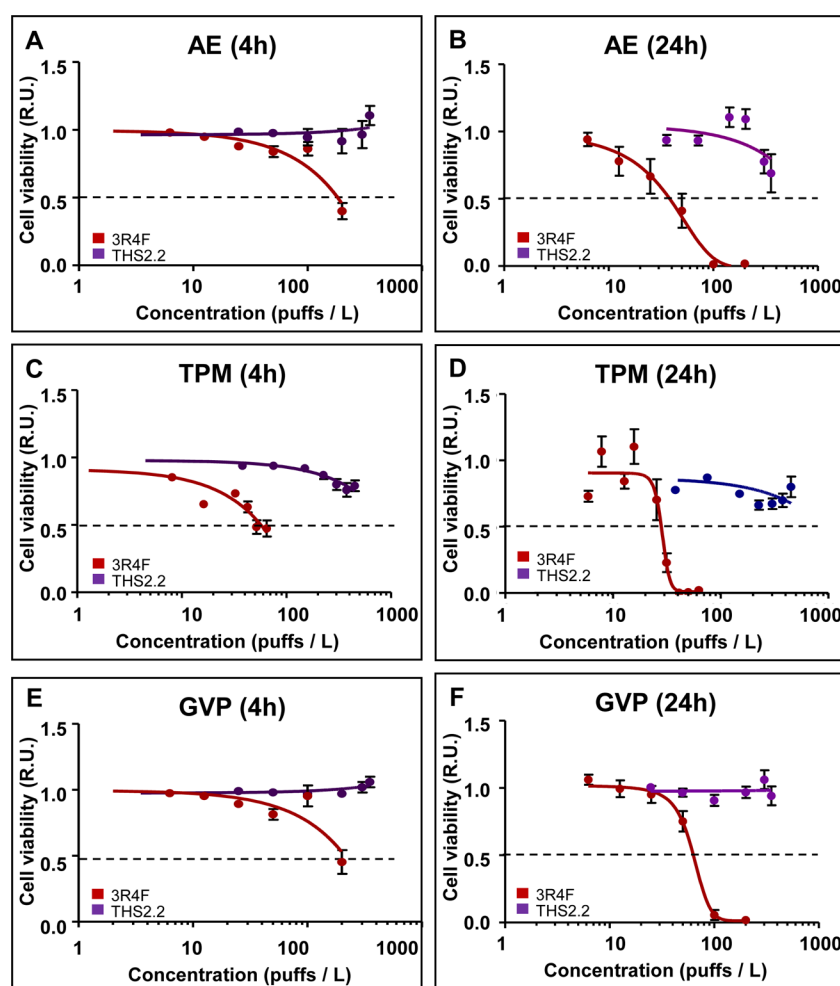 A
AE (4h)
1.5
1.0
0.5
0.0
Cell viability (R.U.)
3R4F
THS2.2
1 10 100 1000
Concentration (puffs / L)
B
AE (24h)
1.5
1.0
0.5
0.0
Cell viability (R.U.)
3R4F
THS2.2
1 10 100 1000
Concentration (puffs / L)
C
TPM (4h)
1.5
1.0
0.5
0.0
Cell viability (R.U.)
3R4F
THS2.2
1 10 100 1000
Concentration (puffs / L)
D
TPM (24h)
1.5
1.0
0.5
0.0
Cell viability (R.U.)
3R4F
THS2.2
1 10 100 1000
Concentration (puffs / L)
E
GVP (4h)
1.5
1.0
0.5
0.0
Cell viability (R.U.)
3R4F
THS2.2
1 10 100 1000
Concentration (puffs / L)
F
GVP (24h)
1.5
1.0
0.5
0.0
Cell viability (R.U.)
3R4F
THS2.2
1 10 100 1000
Concentration (puffs / L)